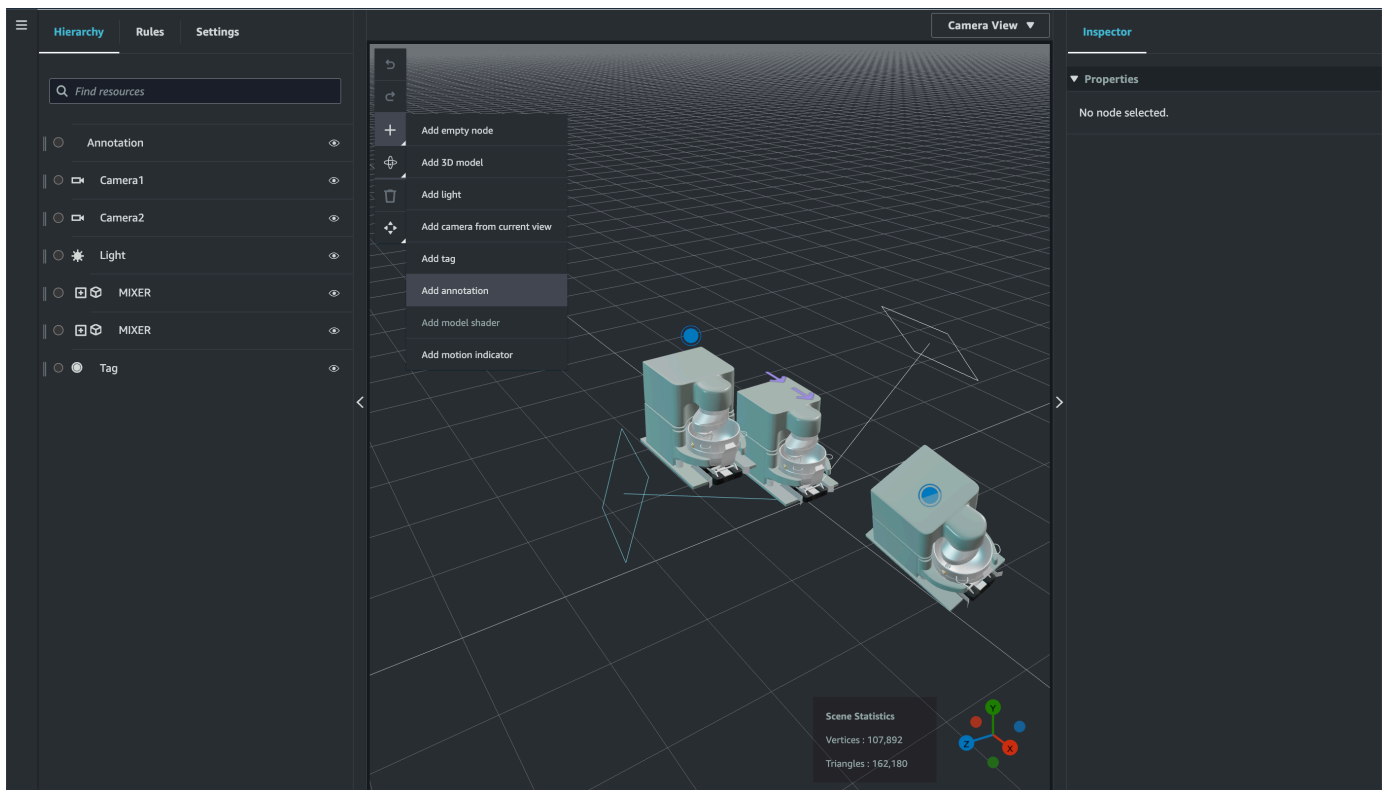 Hierarchy Rules Settings
Camera View
Inspector
Find resources
Properties
No node selected.
Annotation
Camera1
Camera2
Light
MIXER
MIXER
Tag
Add empty node
Add 3D model
Add light
Add camera from current view
Add tag
Add annotation
Add model shader
Add motion indicator
Scene Statistics
Vertices : 107,892
Triangles : 162,180
Y
Z
X